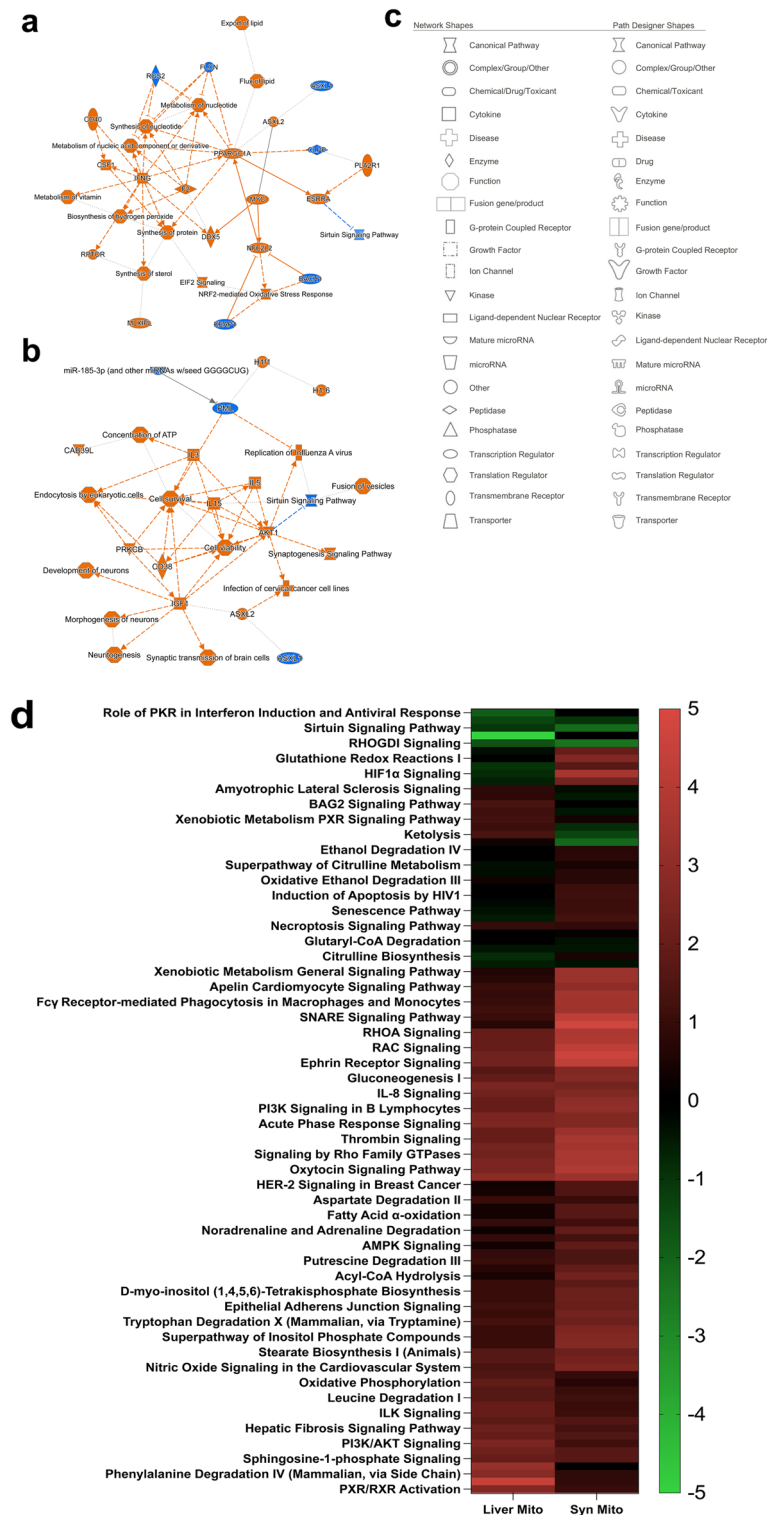 a
Export of lipid
FLCN
RGS2
Flux of lipid
Metabolism of nucleotide
CD40
ASXL2
Synthesis of nucleotide
Metabolism of nucleic acid component or derivative
PPARGC1A
PLA2R1
CSF1
IFNG
Metabolism of vitamin
MYC
ESRRA
Biosynthesis of hydrogen peroxide
Synthesis of protein
DDX5
Sirtuin Signaling Pathway
NFE2L2
RPTOR
Synthesis of sterol
EIF2 Signaling
NRF2-mediated Oxidative Stress Response
b
miR-185-3p (and other miRNAs w/seed GGGGCUG)
Concentration of ATP
CAB39L
IL3
Replication of Influenza A virus
Endocytosis by eukaryotic cells
Cell survival
IL5
Fusion of vesicles
IL15
Sirtuin Signaling Pathway
AKT1
PRKCB
Cell viability
Synaptogenesis Signaling Pathway
Development of neurons
CD38
Infection of cervical cancer cell lines
IGF1
ASXL2
Morphogenesis of neurons
Neuritogenesis
Synaptic transmission of brain cells
c
Network Shapes
Canonical Pathway
Complex/Group/Other
Chemical/Drug/Toxicant
Cytokine
Disease
Enzyme
Function
Fusion gene/product
G-protein Coupled Receptor
Growth Factor
Ion Channel
Kinase
Ligand-dependent Nuclear Receptor
Mature microRNA
microRNA
Other
Peptidase
Phosphatase
Transcription Regulator
Translation Regulator
Transmembrane Receptor
Transporter
Path Designer Shapes
Canonical Pathway
Complex/Group/Other
Chemical/Toxicant
Cytokine
Disease
Drug
Enzyme
Function
Fusion gene/product
G-protein Coupled Receptor
Growth Factor
Ion Channel
Kinase
Ligand-dependent Nuclear Receptor
Mature microRNA
microRNA
Peptidase
Phosphatase
Transcription Regulator
Translation Regulator
Transmembrane Receptor
Transporter
d
Role of PKR in Interferon Induction and Antiviral Response
Sirtuin Signaling Pathway
RHOGDI Signaling
Glutathione Redox Reactions I
HIF1α Signaling
Amyotrophic Lateral Sclerosis Signaling
BAG2 Signaling Pathway
Xenobiotic Metabolism PXR Signaling Pathway
Ketolysis
Ethanol Degradation IV
Superpathway of Citrulline Metabolism
Oxidative Ethanol Degradation III
Induction of Apoptosis by HIV1
Senescence Pathway
Necroptosis Signaling Pathway
Glutaryl-CoA Degradation
Citrulline Biosynthesis
Xenobiotic Metabolism General Signaling Pathway
Apelin Cardiomyocyte Signaling Pathway
Fcγ Receptor-mediated Phagocytosis in Macrophages and Monocytes
SNARE Signaling Pathway
RHOA Signaling
RAC Signaling
Ephrin Receptor Signaling
Gluconeogenesis I
IL-8 Signaling
PI3K Signaling in B Lymphocytes
Acute Phase Response Signaling
Thrombin Signaling
Signaling by Rho Family GTPases
Oxytocin Signaling Pathway
HER-2 Signaling in Breast Cancer
Aspartate Degradation II
Fatty Acid α-oxidation
Noradrenaline and Adrenaline Degradation
AMPK Signaling
Putrescine Degradation III
Acyl-CoA Hydrolysis
D-myo-inositol (1,4,5,6)-Tetrakisphosphate Biosynthesis
Epithelial Adherens Junction Signaling
Tryptophan Degradation X (Mammalian, via Tryptamine)
Superpathway of Inositol Phosphate Compounds
Stearate Biosynthesis I (Animals)
Nitric Oxide Signaling in the Cardiovascular System
Oxidative Phosphorylation
Leucine Degradation I
ILK Signaling
Hepatic Fibrosis Signaling Pathway
PI3K/AKT Signaling
Sphingosine-1-phosphate Signaling
Phenylalanine Degradation IV (Mammalian, via Side Chain)
PXR/RXR Activation
Liver Mito
Syn Mito
5
4
3
2
1
0
-1
-2
-3
-4
-5